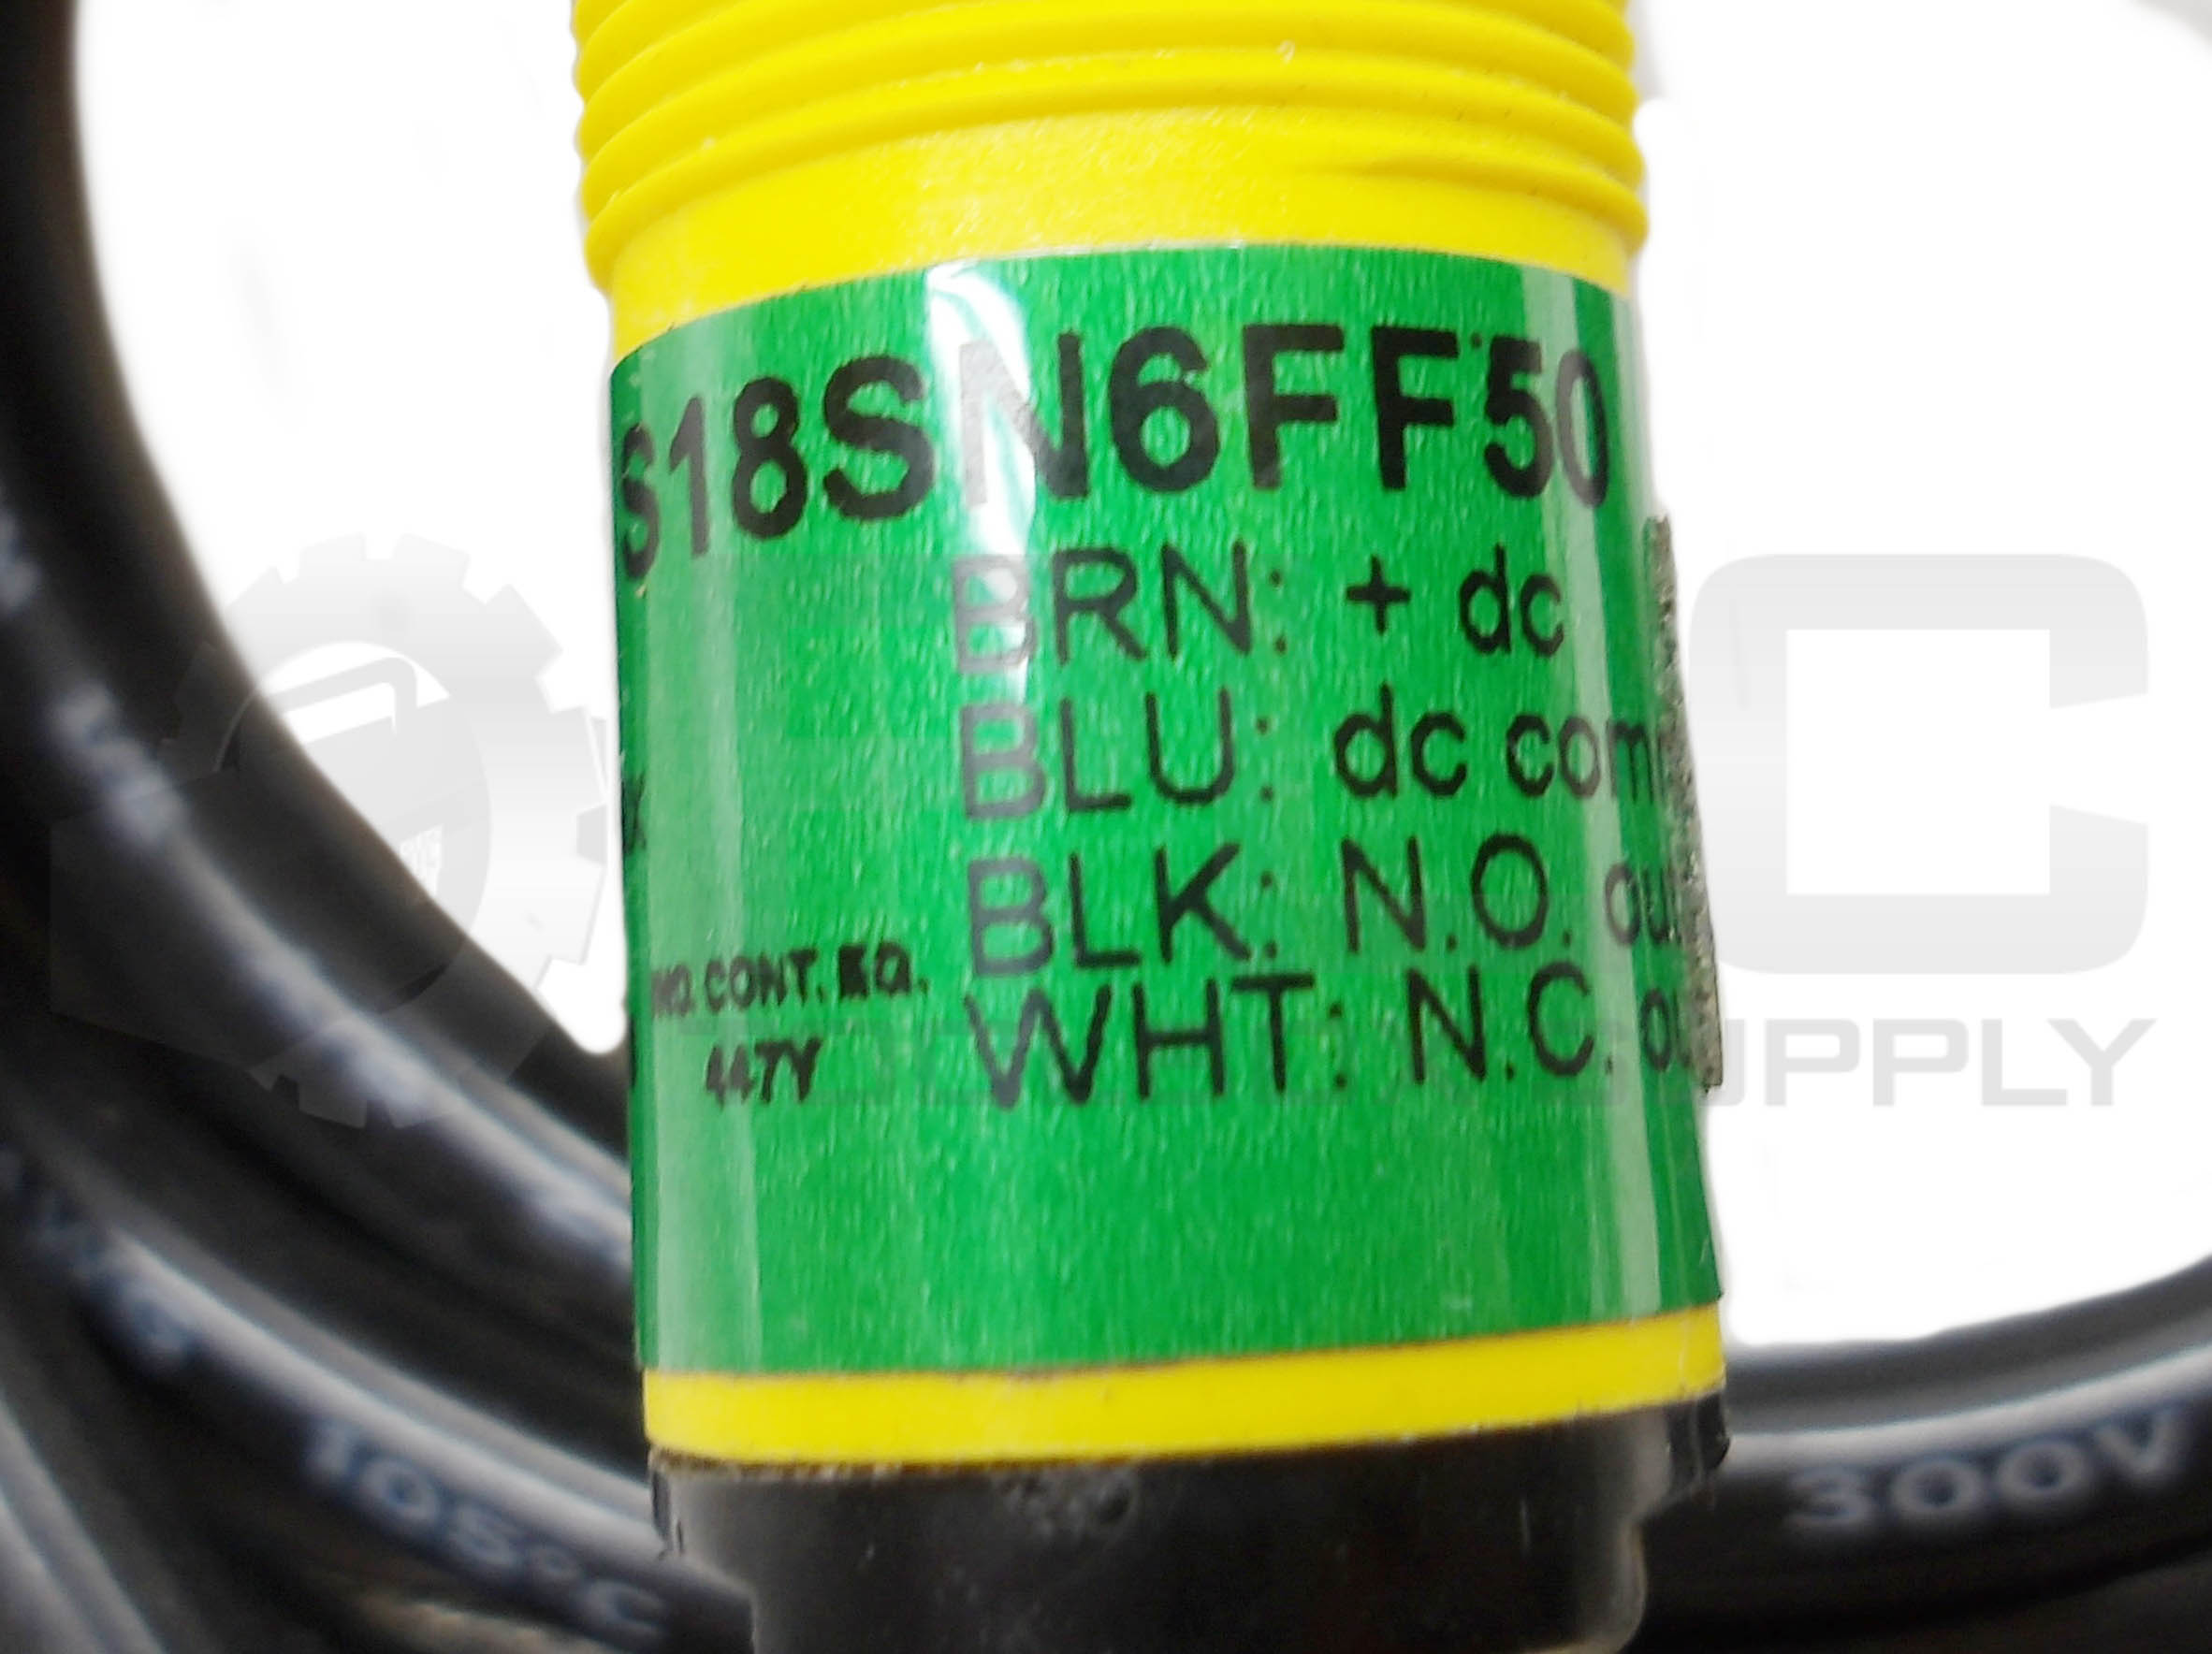 S18SN6FF50
BRN: + dc
BLU: dc com
BLK: N.O. ou
WHT: N.C. ou
IND. CONT. EQ.
447Y
105°C
300V
C
SUPPLY